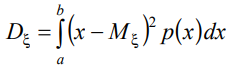 D_ξ = ∫_a^b (x − M_ξ)² p(x)dx